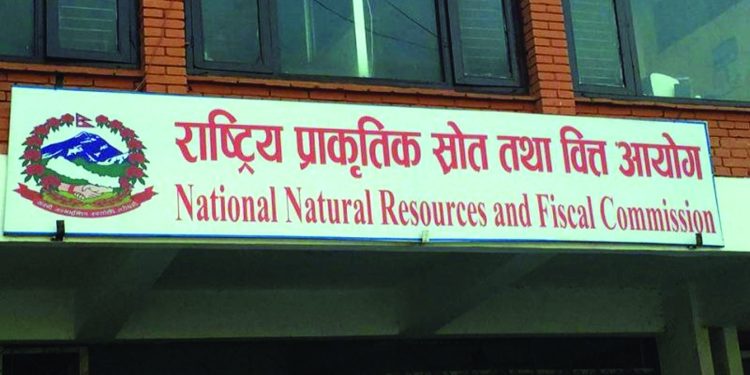 राष्ट्रिय प्राकृतिक स्रोत तथा वित्त आयोग
National Natural Resources and Fiscal Commission